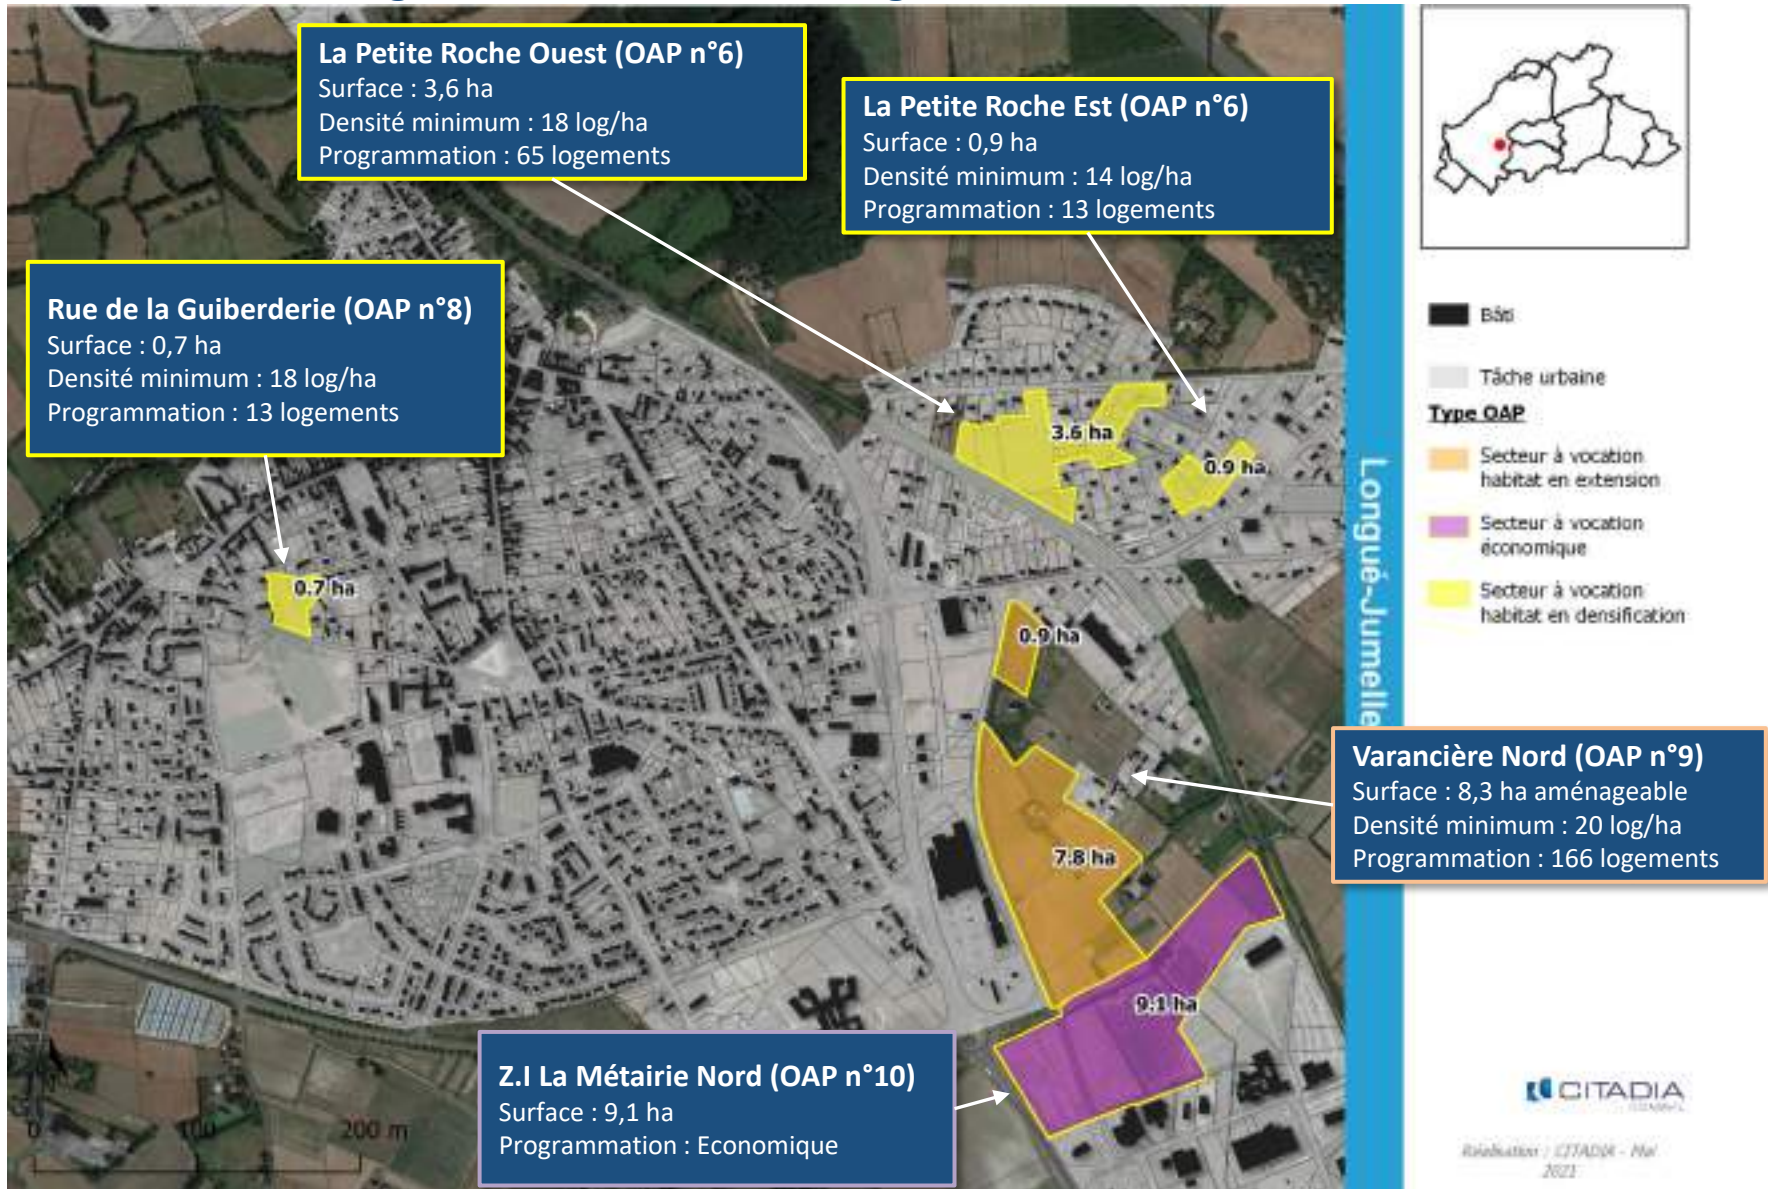 La Petite Roche Ouest (OAP n°6)
Surface : 3,6 ha
Densité minimum : 18 log/ha
Programmation : 65 logements
La Petite Roche Est (OAP n°6)
Surface : 0,9 ha
Densité minimum : 14 log/ha
Programmation : 13 logements
Rue de la Guiberderie (OAP n°8)
Surface : 0,7 ha
Densité minimum : 18 log/ha
Programmation : 13 logements
3.6 ha
0.9 ha
0.7 ha
0.9 ha
7.8 ha
9.1 ha
Varancière Nord (OAP n°9)
Surface : 8,3 ha aménageable
Densité minimum : 20 log/ha
Programmation : 166 logements
Z.I La Métairie Nord (OAP n°10)
Surface : 9,1 ha
Programmation : Economique
0 100 200 m
Longué-Jumelle
Bâti
Tâche urbaine
Type OAP
Secteur à vocation
habitat en extension
Secteur à vocation
économique
Secteur à vocation
habitat en densification
CITADIA
Réalisation : CITADIA - Mai
2021